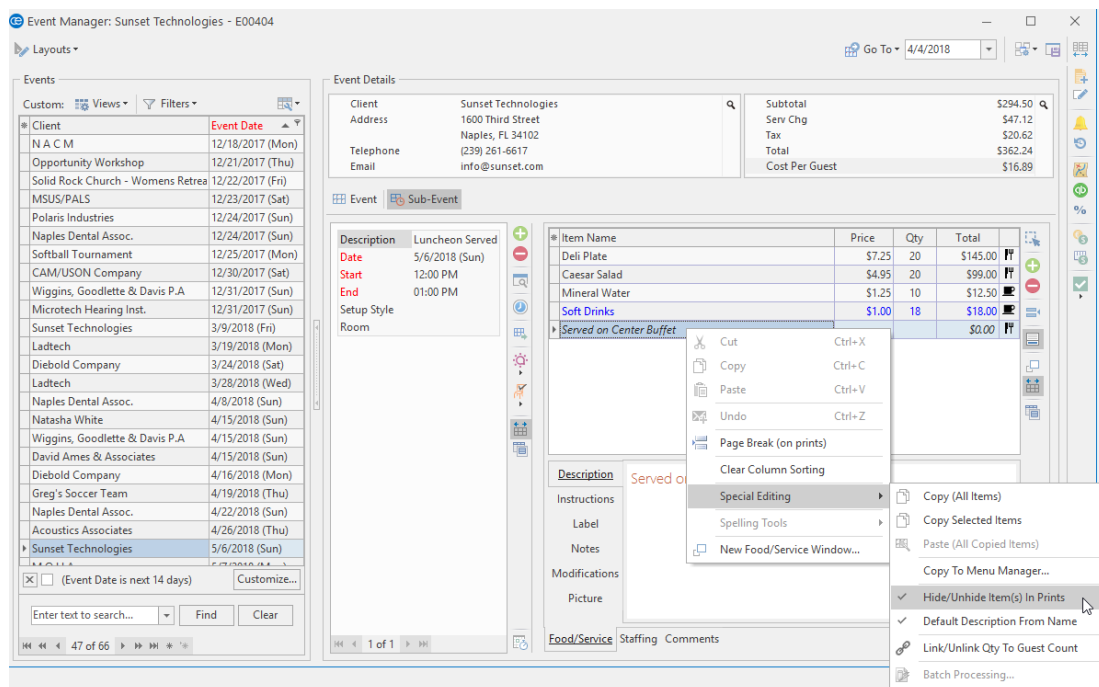 Event Manager: Sunset Technologies - E00404
Layouts
Go To 4/4/2018
Events
Custom: Views Filters
Client Event Date
N A C M 12/18/2017 (Mon)
Opportunity Workshop 12/21/2017 (Thu)
Solid Rock Church - Womens Retrea 12/22/2017 (Fri)
MSUS/PALS 12/23/2017 (Sat)
Polaris Industries 12/24/2017 (Sun)
Naples Dental Assoc. 12/24/2017 (Sun)
Softball Tournament 12/25/2017 (Mon)
CAM/USON Company 12/30/2017 (Sat)
Wiggins, Goodlette & Davis P.A 12/31/2017 (Sun)
Microtech Hearing Inst. 12/31/2017 (Sun)
Sunset Technologies 3/9/2018 (Fri)
Ladtech 3/19/2018 (Mon)
Diebold Company 3/24/2018 (Sat)
Ladtech 3/28/2018 (Wed)
Naples Dental Assoc. 4/8/2018 (Sun)
Natasha White 4/15/2018 (Sun)
Wiggins, Goodlette & Davis P.A 4/15/2018 (Sun)
David Ames & Associates 4/15/2018 (Sun)
Diebold Company 4/16/2018 (Mon)
Greg's Soccer Team 4/19/2018 (Thu)
Naples Dental Assoc. 4/22/2018 (Sun)
Acoustics Associates 4/26/2018 (Thu)
Sunset Technologies 5/6/2018 (Sun)
(Event Date is next 14 days) Customize...
Enter text to search... Find Clear
47 of 66
Event Details
Client Sunset Technologies
Address 1600 Third Street
Naples, FL 34102
Telephone (239) 261-6617
Email info@sunset.com
Subtotal $294.50
Serv Chg $47.12
Tax $20.62
Total $362.24
Cost Per Guest $16.89
Event Sub-Event
Description Luncheon Served
Date 5/6/2018 (Sun)
Start 12:00 PM
End 01:00 PM
Setup Style
Room
1 of 1
Item Name Price Qty Total
Deli Plate $7.25 20 $145.00
Caesar Salad $4.95 20 $99.00
Mineral Water $1.25 10 $12.50
Soft Drinks $1.00 18 $18.00
Served on Center Buffet $0.00
Cut Ctrl+X
Copy Ctrl+C
Paste Ctrl+V
Undo Ctrl+Z
Page Break (on prints)
Clear Column Sorting
Special Editing
Spelling Tools
New Food/Service Window...
Description
Instructions
Label
Notes
Modifications
Picture
Served o
Food/Service Staffing Comments
Copy (All Items)
Copy Selected Items
Paste (All Copied Items)
Copy To Menu Manager...
Hide/Unhide Item(s) In Prints
Default Description From Name
Link/Unlink Qty To Guest Count
Batch Processing...